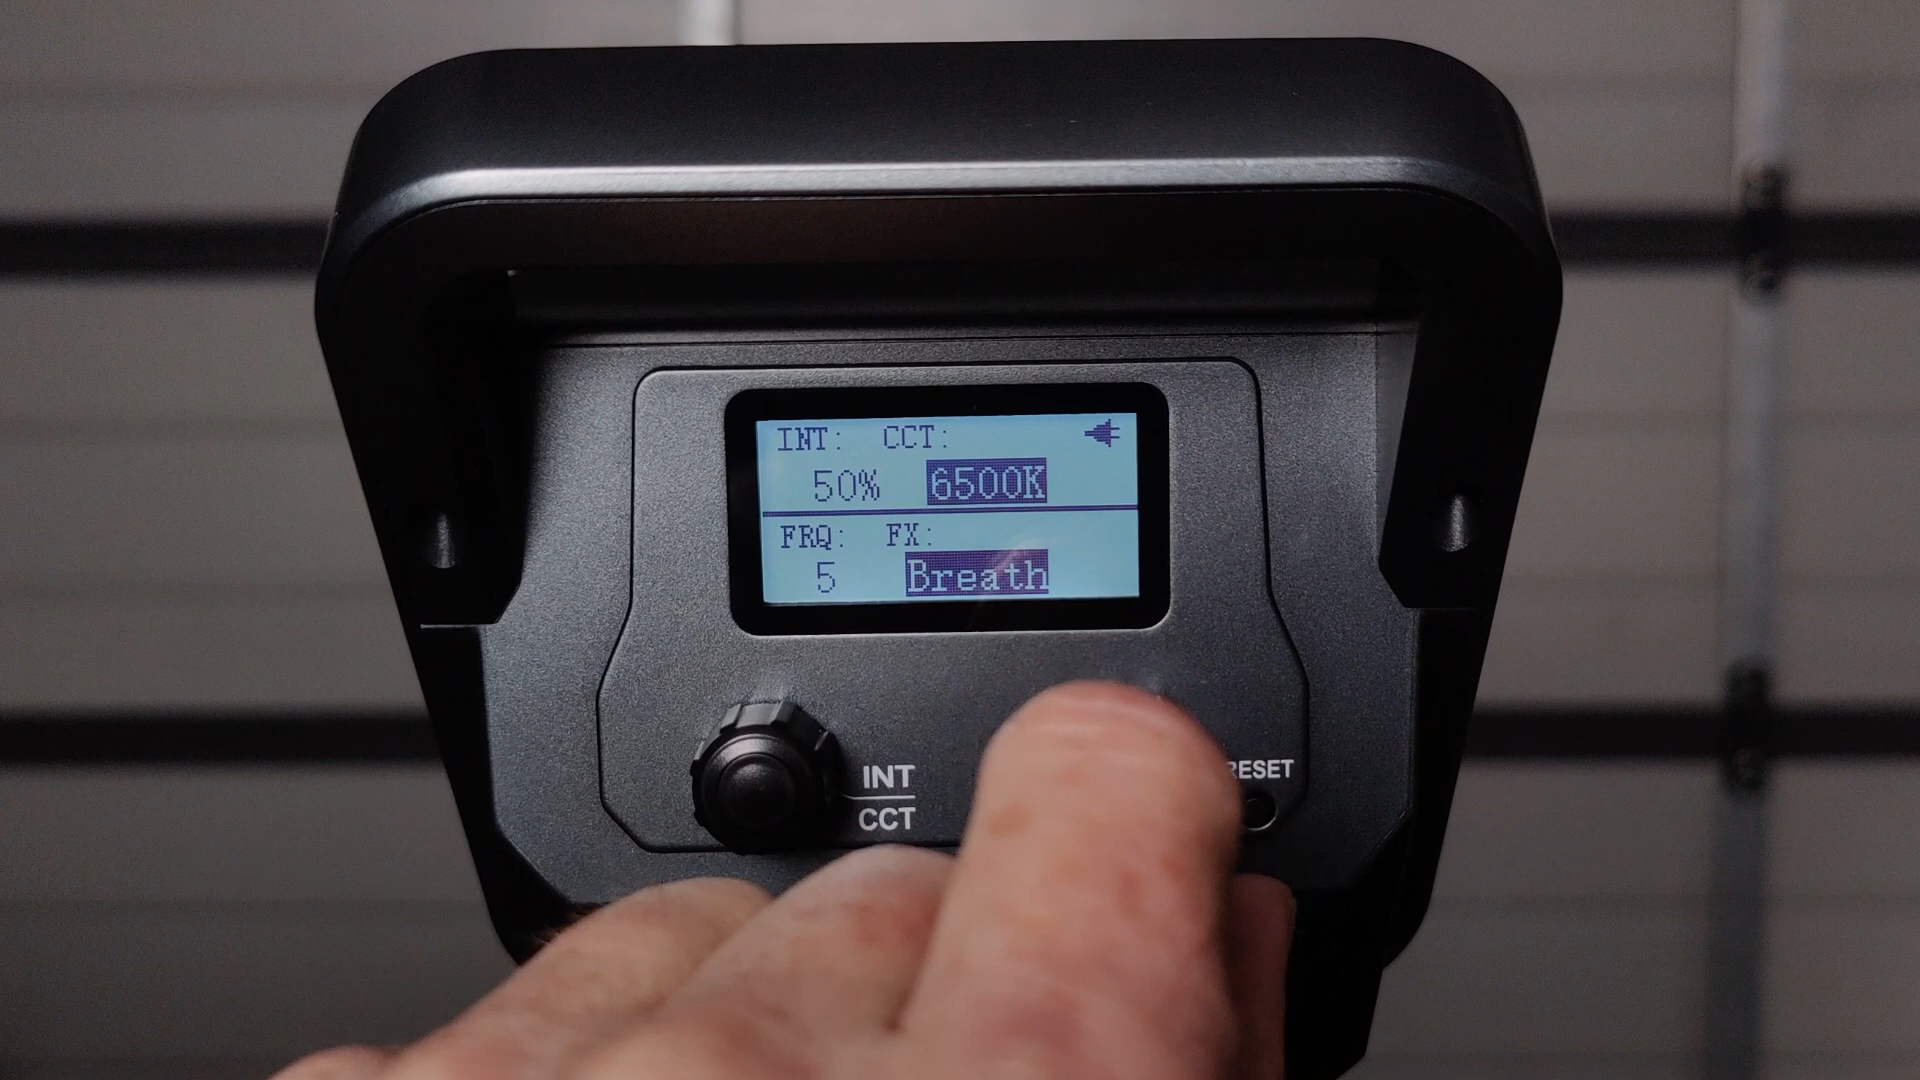 INT: CCT:
50% 6500K
FRQ: FX:
5 Breath
INT
CCT
RESET